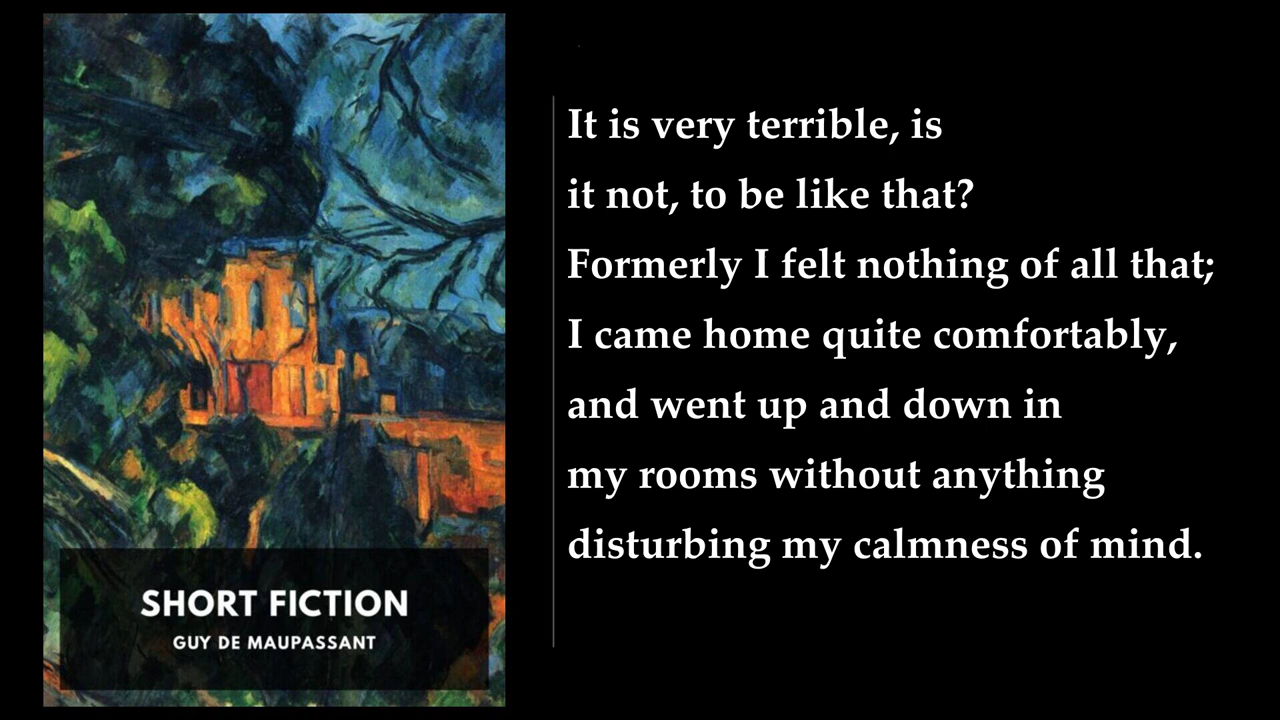 It is very terrible, is
it not, to be like that?
Formerly I felt nothing of all that;
I came home quite comfortably,
and went up and down in
my rooms without anything
disturbing my calmness of mind.
SHORT FICTION
GUY DE MAUPASSANT